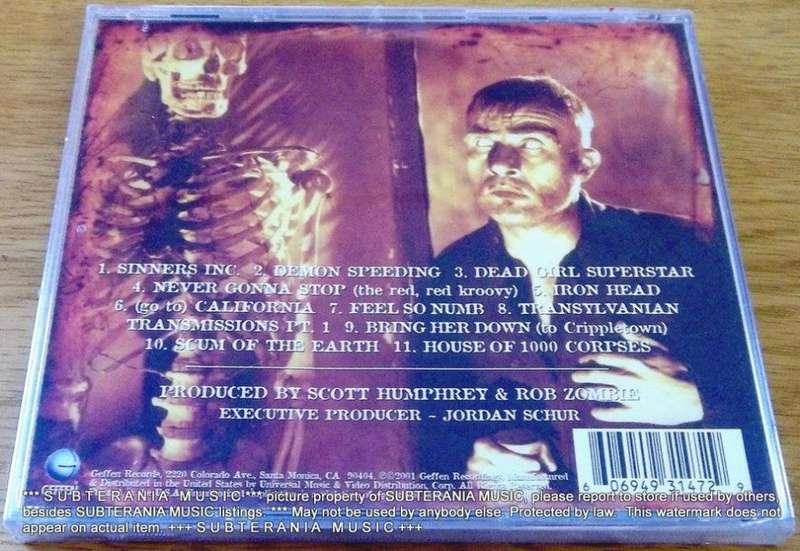 1. SINNERS INC. 2. DEMON SPEEDING 3. DEAD GIRL SUPERSTAR
4. NEVER GONNA STOP (the red, red kroovy) 5. IRON HEAD
6. (go to) CALIFORNIA 7. FEEL SO NUMB 8. TRANSYLVANIAN
TRANSMISSIONS PT. 1 9. BRING HER DOWN (to Crippletown)
10. SCUM OF THE EARTH 11. HOUSE OF 1000 CORPSES
PRODUCED BY SCOTT HUMPHREY & ROB ZOMBIE
EXECUTIVE PRODUCER - JORDAN SCHUR
GEFFEN
Geffen Records, 2220 Colorado Ave., Santa Monica, CA 90404. ℗©2001 Geffen Records.
& Distributed in the United States by Universal Music & Video Distribution, Corp. All Rights Reserved.
6 06949 31472 9
*** S U B T E R A N I A  M U S I C *** picture property of SUBTERANIA MUSIC, please report to store if used by others
besides SUBTERANIA MUSIC listings. *** May not be used by anybody else. Protected by law. This watermark does not
appear on actual item. +++ S U B T E R A N I A  M U S I C +++